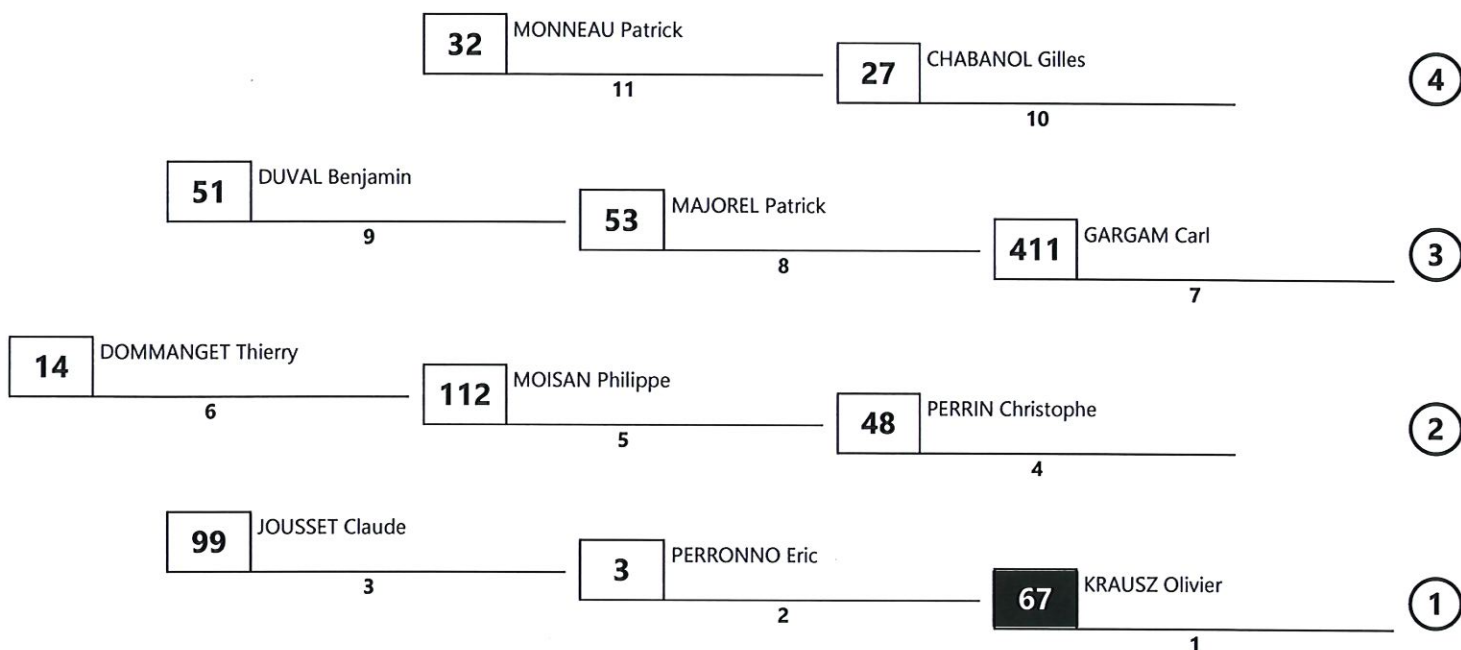 32 MONNEAU Patrick
11
27 CHABANOL Gilles
10
4
51 DUVAL Benjamin
9
53 MAJOREL Patrick
8
411 GARGAM Carl
7
3
14 DOMMANGET Thierry
6
112 MOISAN Philippe
5
48 PERRIN Christophe
4
2
99 JOUSSET Claude
3
3 PERRONNO Eric
2
67 KRAUSZ Olivier
1
1